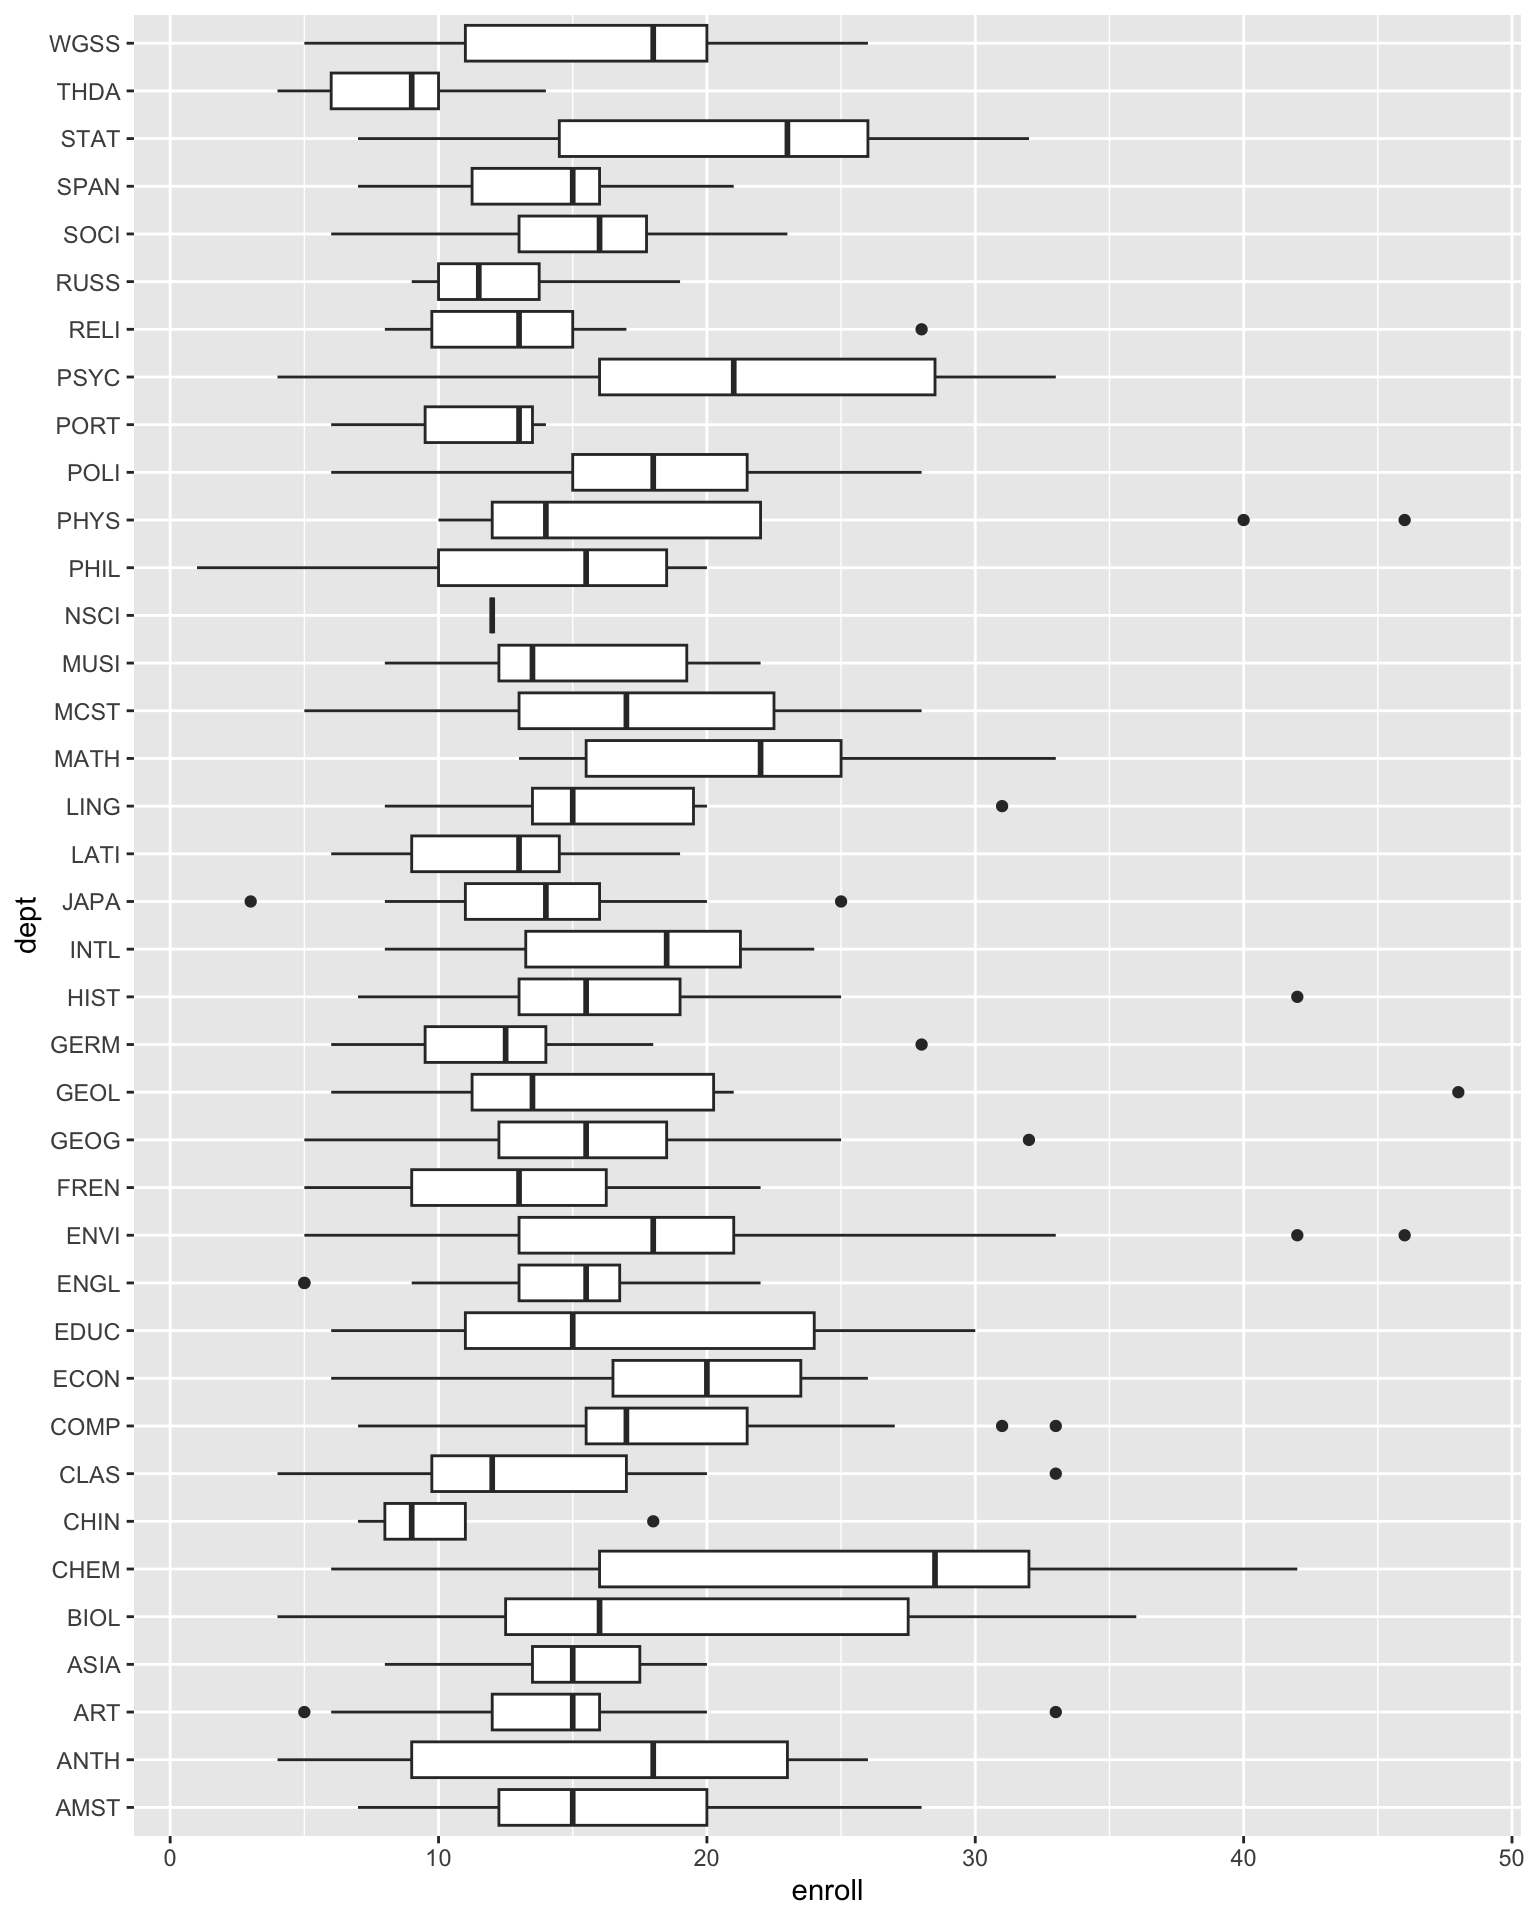 WGSS
THDA
STAT
SPAN
SOCI
RUSS
RELI
PSYC
PORT
POLI
PHYS
PHIL
NSCI
MUSI
MCST
MATH
LING
LATI
JAPA
INTL
HIST
GERM
GEOL
GEOG
FREN
ENVI
ENGL
EDUC
ECON
COMP
CLAS
CHIN
CHEM
BIOL
ASIA
ART
ANTH
AMST
dept
0 10 20 30 40 50
enroll